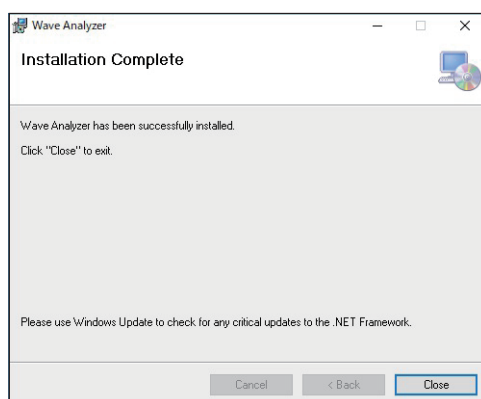 Wave Analyzer
Installation Complete
Wave Analyzer has been successfully installed.
Click "Close" to exit.
Please use Windows Update to check for any critical updates to the .NET Framework.
Cancel
< Back
Close